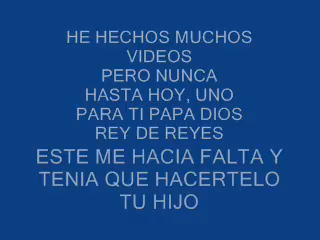 HE HECHOS MUCHOS
VIDEOS
PERO NUNCA
HASTA HOY, UNO
PARA TI PAPA DIOS
REY DE REYES
ESTE ME HACIA FALTA Y
TENIA QUE HACERTELO
TU HIJO